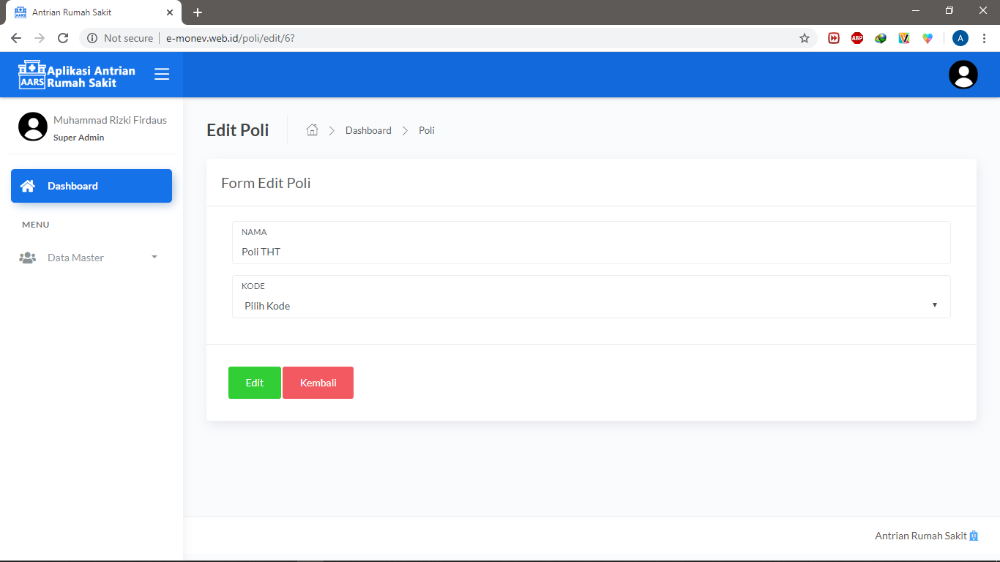 Antrian Rumah Sakit
Not secure
e-monev.web.id/poli/edit/6?
ABP
A
Aplikasi Antrian
AARS Rumah Sakit
Muhammad Rizki Firdaus
Super Admin
Dashboard
MENU
Data Master
Edit Poli
Dashboard
Poli
Form Edit Poli
NAMA
Poli THT
KODE
Pilih Kode
Edit
Kembali
Antrian Rumah Sakit